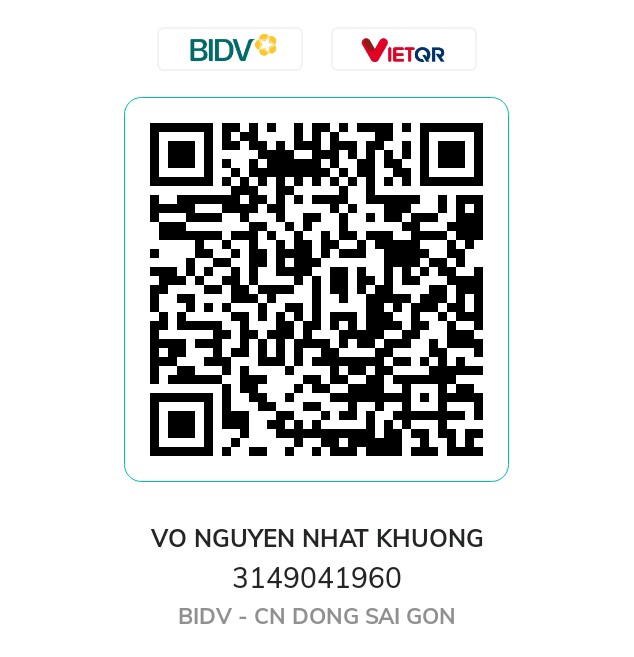 BIDV VIETQR
VO NGUYEN NHAT KHUONG
3149041960
BIDV - CN DONG SAI GON